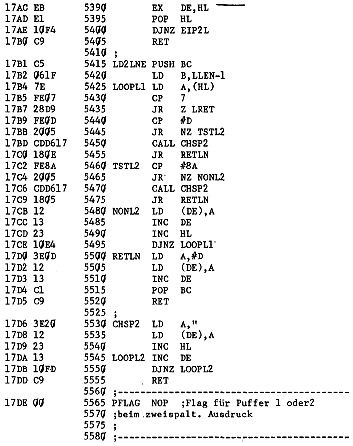 17AC EB 5390 EX DE,HL
17AD E1 5395 POP HL
17AE 10F4 5400 DJNZ EIP2L
17B0 C9 5405 RET
5410 ;
17B1 C5 5415 LD2LNE PUSH BC
17B2 061F 5420 LD B,LLEN-1
17B4 7E 5425 LOOPL1 LD A,(HL)
17B5 FE07 5430 CP 7
17B7 28D9 5435 JR Z LRET
17B9 FE0D 5440 CP #D
17BB 2005 5445 JR NZ TSTL2
17BD CDD617 5450 CALL CHSP2
17C0 180E 5455 JR RETLN
17C2 FE8A 5460 TSTL2 CP #8A
17C4 2005 5465 JR NZ NONL2
17C6 CDD617 5470 CALL CHSP2
17C9 1805 5475 JR RETLN
17CB 12 5480 NONL2 LD (DE),A
17CC 13 5485 INC DE
17CD 23 5490 INC HL
17CE 10E4 5495 DJNZ LOOPL1
17D0 3E0D 5500 RETLN LD A,#D
17D2 12 5505 LD (DE),A
17D3 13 5510 INC DE
17D4 C1 5515 POP BC
17D5 C9 5520 RET
5525 ;
17D6 3E20 5530 CHSP2 LD A,"
17D8 12 5535 LD (DE),A
17D9 23 5540 INC HL
17DA 13 5545 LOOPL2 INC DE
17DB 10FD 5550 DJNZ LOOPL2
17DD C9 5555 RET
5560 ;-----------------------------------
17DE 00 5565 PFLAG NOP ;Flag für Puffer 1 oder2
5570 ;beim zweispalt. Ausdruck
5575 ;
5580 ;-----------------------------------